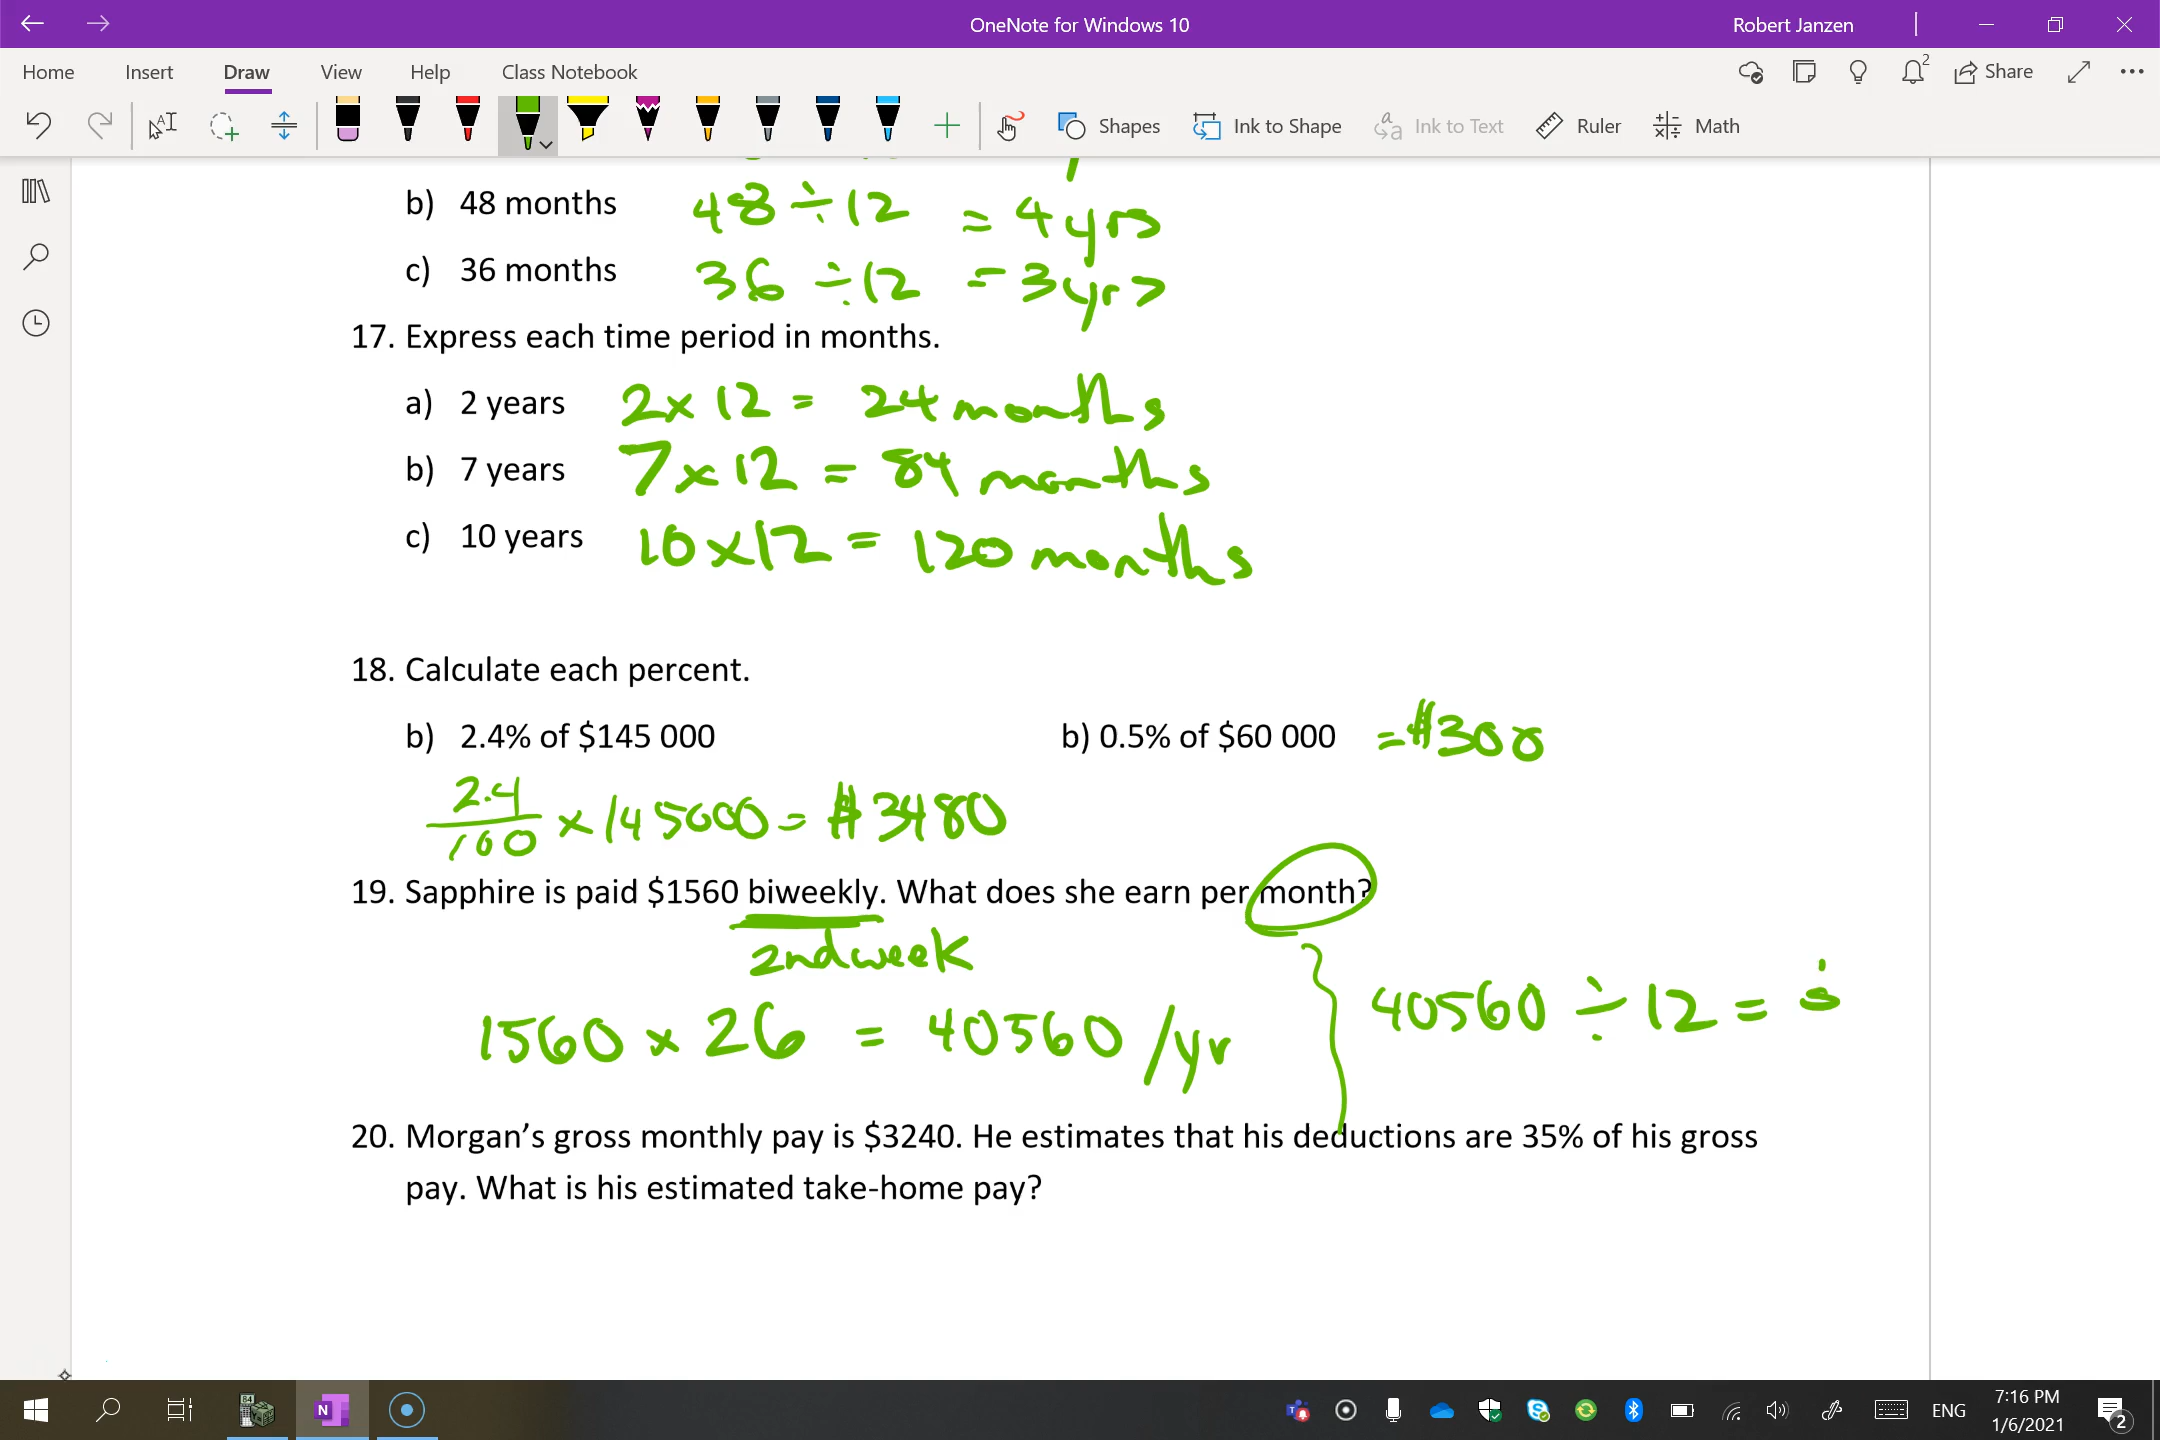 OneNote for Windows 10
Robert Janzen
Home Insert Draw View Help Class Notebook
2 Share
Shapes Ink to Shape Ink to Text Ruler Math
b) 48 months 48 ÷ 12 = 4 yrs
c) 36 months 36 ÷ 12 = 3 yrs
17. Express each time period in months.
a) 2 years 2 x 12 = 24 months
b) 7 years 7 x 12 = 84 months
c) 10 years 10 x 12 = 120 months
18. Calculate each percent.
b) 2.4% of $145 000 b) 0.5% of $60 000 = $300
2.4/100 x 145000 = $3480
19. Sapphire is paid $1560 biweekly. What does she earn per month?
2nd week
1560 x 26 = 40560 /yr
40560 ÷ 12 =
20. Morgan’s gross monthly pay is $3240. He estimates that his deductions are 35% of his gross
pay. What is his estimated take-home pay?
ENG
7:16 PM
1/6/2021
2